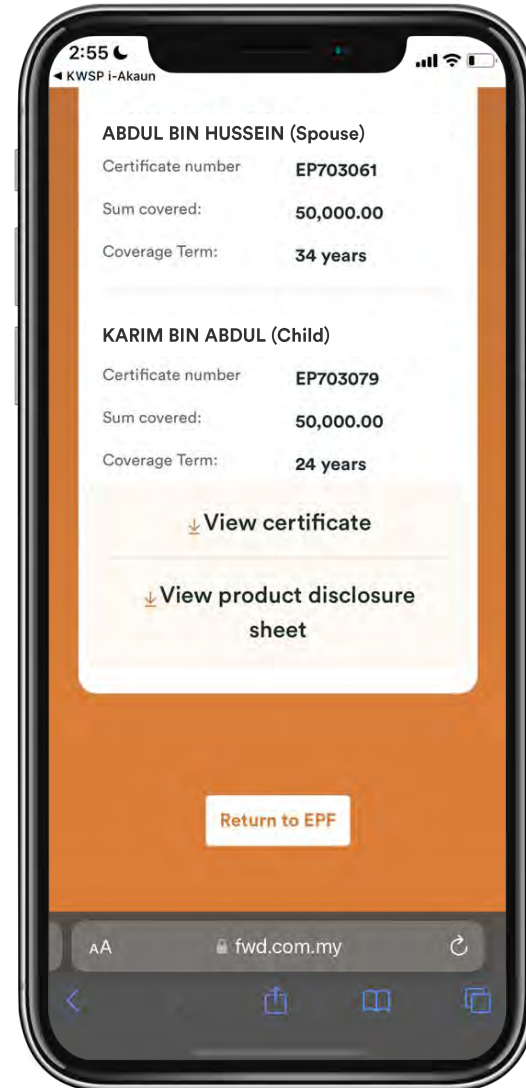 2:55
◀ KWSP i-Akaun
ABDUL BIN HUSSEIN (Spouse)
Certificate number EP703061
Sum covered: 50,000.00
Coverage Term: 34 years
KARIM BIN ABDUL (Child)
Certificate number EP703079
Sum covered: 50,000.00
Coverage Term: 24 years
View certificate
View product disclosure
sheet
Return to EPF
AA fwd.com.my